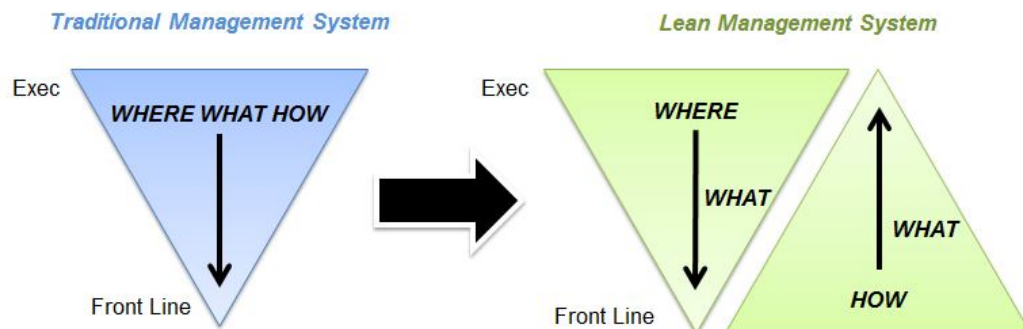 Traditional Management System
Exec
WHERE WHAT HOW
Front Line
Lean Management System
Exec
WHERE
WHAT
Front Line
WHAT
HOW